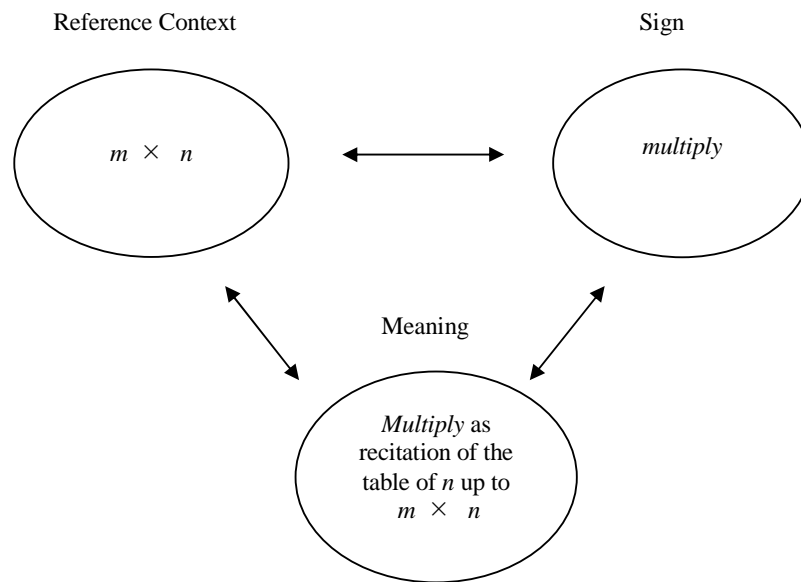 Reference Context
Sign
m × n
multiply
Meaning
Multiply as
recitation of the
table of n up to
m × n